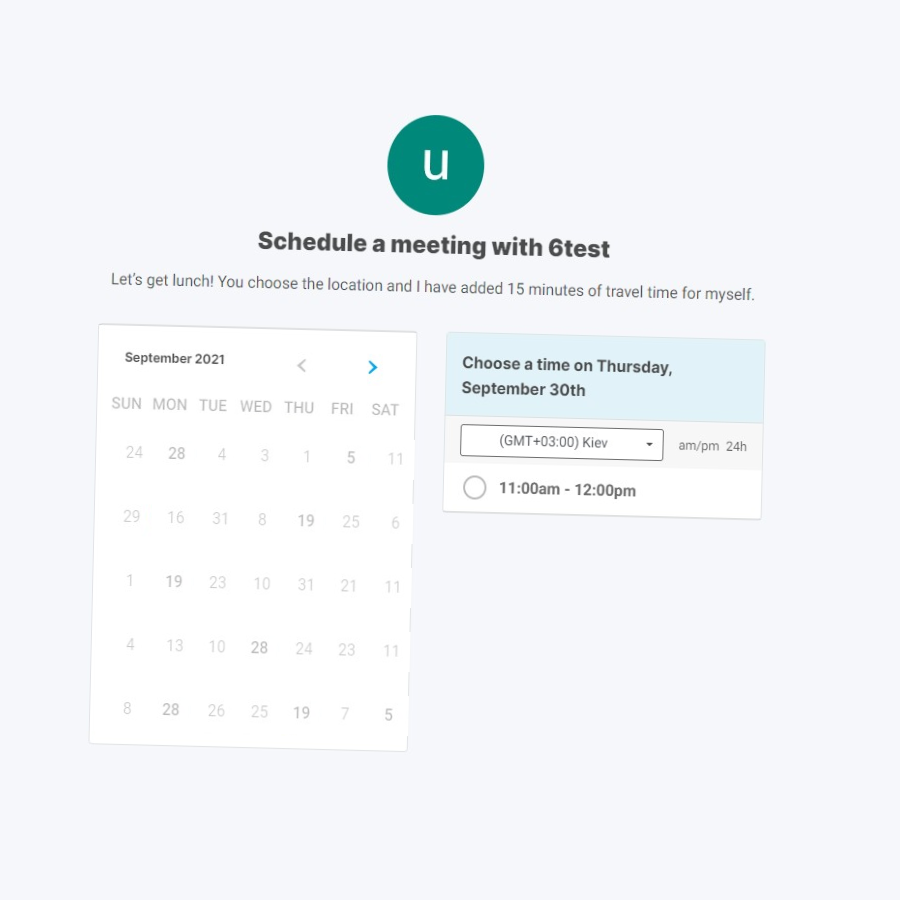 u
Schedule a meeting with 6test
Let's get lunch! You choose the location and I have added 15 minutes of travel time for myself.
September 2021
SUN MON TUE WED THU FRI SAT
24 28 4 3 1 5 11
29 16 31 8 19 25 6
1 19 23 10 31 21 11
4 13 10 28 24 23 11
8 28 26 25 19 7 5
Choose a time on Thursday,
September 30th
(GMT+03:00) Kiev am/pm 24h
11:00am - 12:00pm